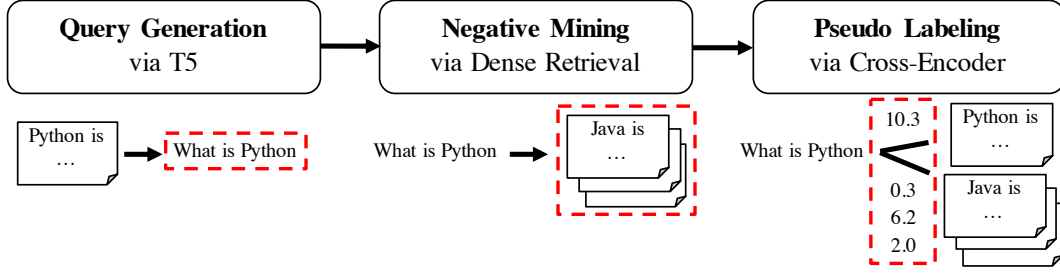 Query Generation
via T5
Negative Mining
via Dense Retrieval
Pseudo Labeling
via Cross-Encoder
Python is
…
What is Python
What is Python
Java is
…
What is Python
10.3
0.3
6.2
2.0
Python is
…
Java is
…